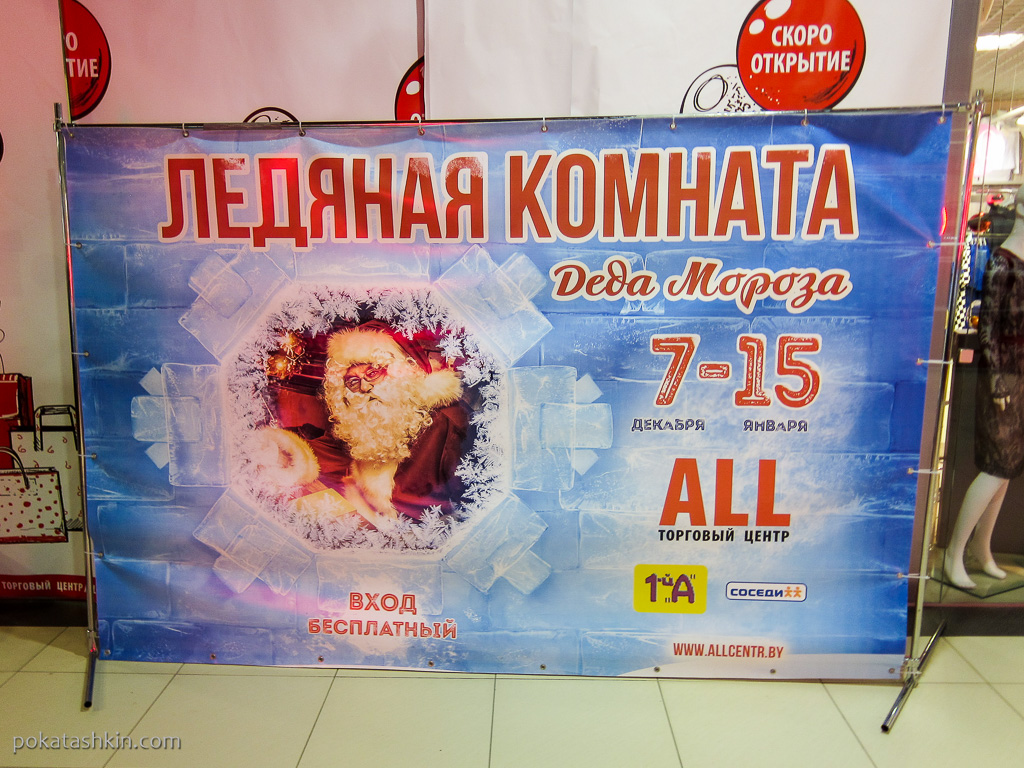 СКОРО
ОТКРЫТИЕ
ЛЕДЯНАЯ КОМНАТА
Деда Мороза
7-15
ДЕКАБРЯ ЯНВАРЯ
ALL
ТОРГОВЫЙ ЦЕНТР
1-й "А"
СОСЕДИ
ВХОД
БЕСПЛАТНЫЙ
WWW.ALLCENTR.BY
ТОРГОВЫЙ ЦЕНТР
pokatashkin.com